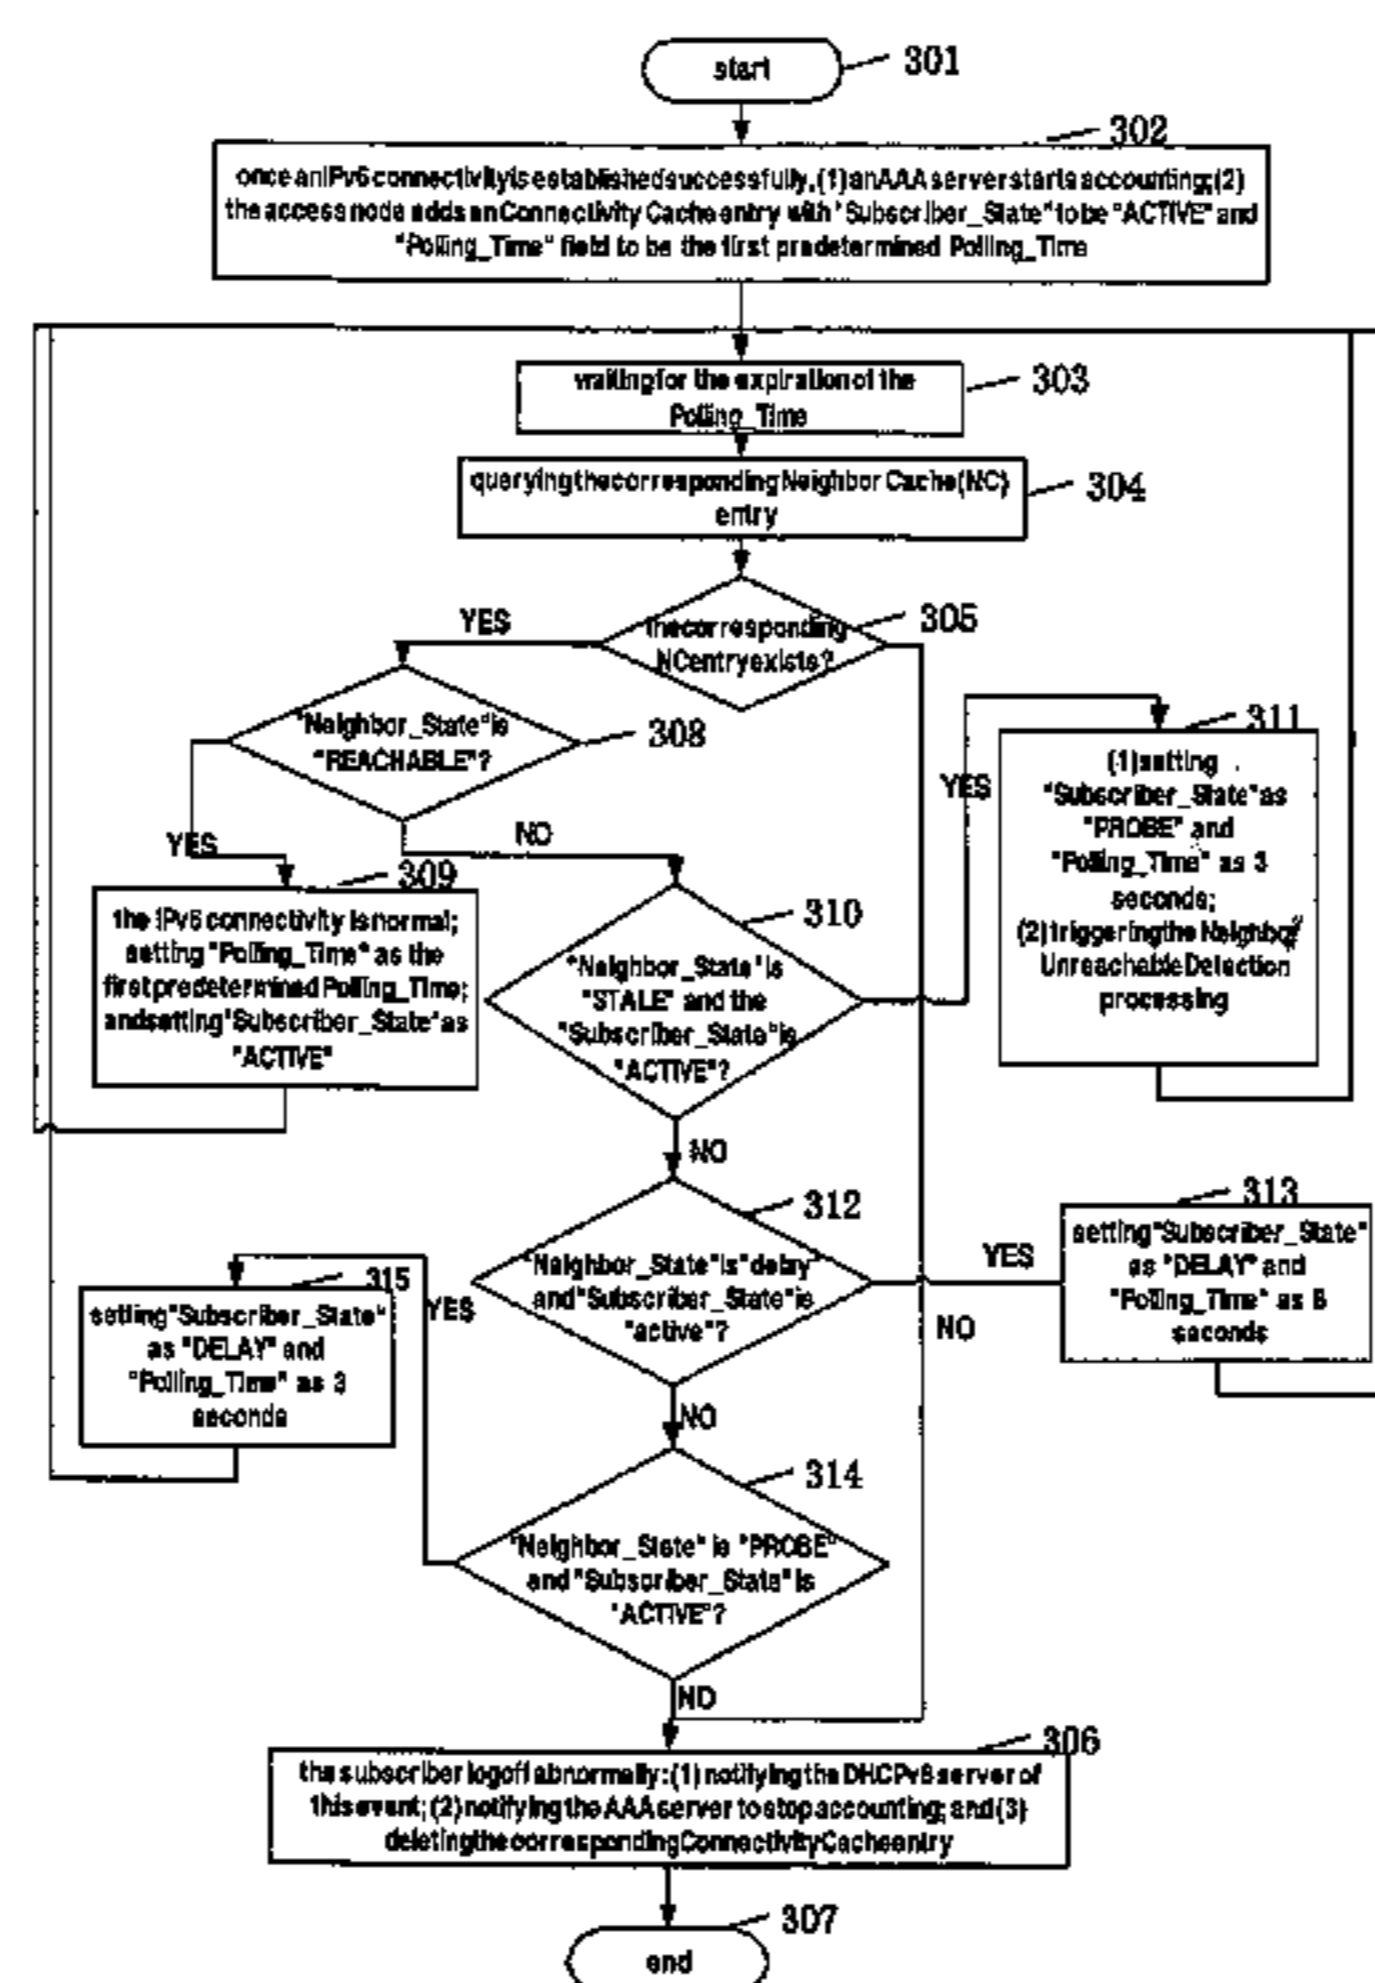 start
301
302
once an IPv6 connectivity is established successfully, (1) an AAA server starts accounting; (2)
the access node adds an Connectivity Cache entry with "Subscriber_State" to be "ACTIVE" and
"Polling_Time" field to be the first predetermined Polling_Time
waiting for the expiration of the
Polling_Time
303
querying the corresponding Neighbor Cache(NC)
entry
304
the corresponding
NC entry exists?
305
YES
"Neighbor_State" is
"REACHABLE"?
308
YES
NO
309
the IPv6 connectivity is normal;
setting "Polling_Time" as the
first predetermined Polling_Time;
and setting "Subscriber_State" as
"ACTIVE"
310
"Neighbor_State" is
"STALE" and the
"Subscriber_State" is
"ACTIVE"?
YES
311
(1) setting
"Subscriber_State" as
"PROBE" and
"Polling_Time" as 3
seconds;
(2) triggering the Neighbor
Unreachable Detection
processing
NO
312
"Neighbor_State" is "delay"
and "Subscriber_State" is
"active"?
YES
313
setting "Subscriber_State"
as "DELAY" and
"Polling_Time" as 8
seconds
NO
NO
314
"Neighbor_State" is "PROBE"
and "Subscriber_State" is
"ACTIVE"?
YES
315
setting "Subscriber_State"
as "DELAY" and
"Polling_Time" as 3
seconds
NO
306
the subscriber logoff abnormally: (1) notifying the DHCPv6 server of
this event; (2) notifying the AAA server to stop accounting; and (3)
deleting the corresponding Connectivity Cache entry
307
end